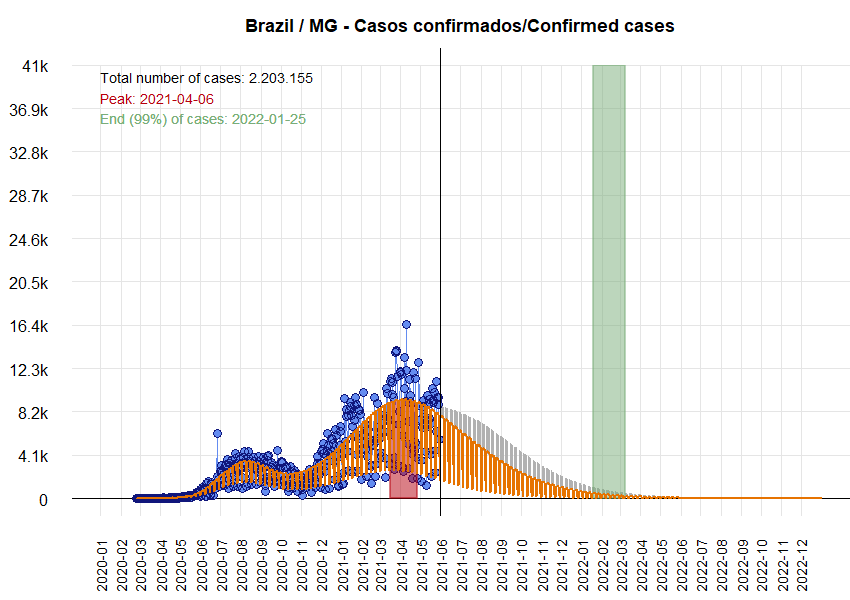 Brazil / MG - Casos confirmados/Confirmed cases
41k
Total number of cases: 2.203.155
Peak: 2021-04-06
End (99%) of cases: 2022-01-25
36.9k
32.8k
28.7k
24.6k
20.5k
16.4k
12.3k
8.2k
4.1k
0
2020-01
2020-02
2020-03
2020-04
2020-05
2020-06
2020-07
2020-08
2020-09
2020-10
2020-11
2020-12
2021-01
2021-02
2021-03
2021-04
2021-05
2021-06
2021-07
2021-08
2021-09
2021-10
2021-11
2021-12
2022-01
2022-02
2022-03
2022-04
2022-05
2022-06
2022-07
2022-08
2022-09
2022-10
2022-11
2022-12